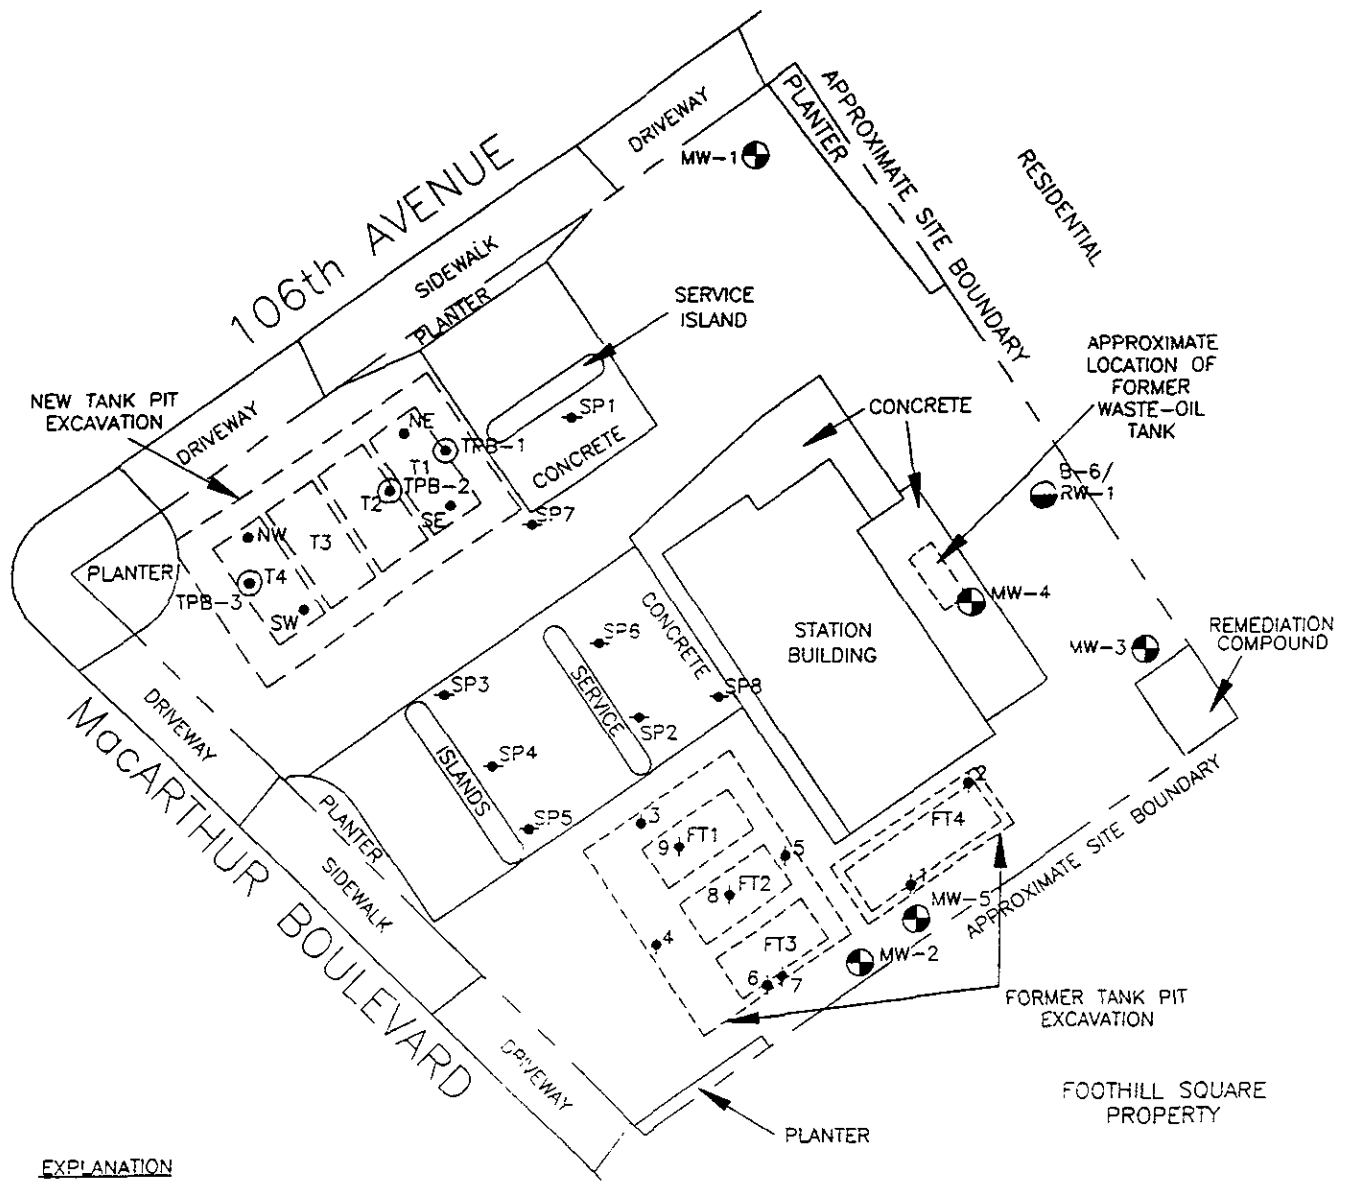 106th AVENUE
DRIVEWAY
MW-1
PLANTER
APPROXIMATE SITE BOUNDARY
RESIDENTIAL
SIDEWALK
PLANTER
SERVICE
ISLAND
NEW TANK PIT
EXCAVATION
DRIVEWAY
APPROXIMATE
LOCATION OF
FORMER
WASTE-OIL
TANK
CONCRETE
SP1
NE
TPB-1
T1
CONCRETE
T2
TPB-2
SE
SP7
B-6/
RW-1
NW
T3
PLANTER
T4
TPB-3
SW
MW-4
CONCRETE
SP6
STATION
BUILDING
REMEDIATION
COMPOUND
MW-3
SP3
SP8
SERVICE
SP2
DRIVEWAY
MacARTHUR BOULEVARD
SP4
ISLANDS
SP5
PLANTER
SIDEWALK
2
FT4
APPROXIMATE SITE BOUNDARY
3
FT1
9
5
8
FT2
1
MW-5
4
FT3
MW-2
6
7
FORMER TANK PIT
EXCAVATION
DRIVEWAY
FOOTHILL SQUARE
PROPERTY
PLANTER
EXPLANATION